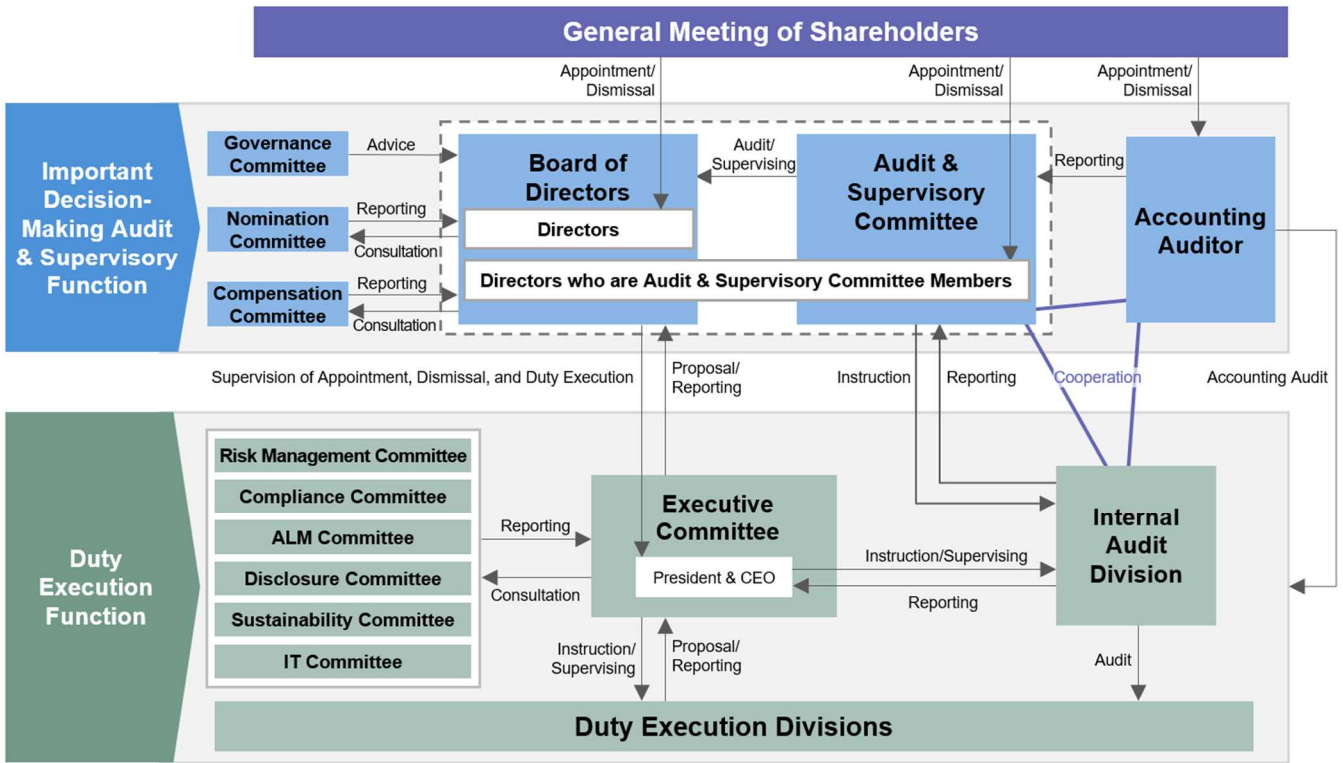 General Meeting of Shareholders
Appointment/
Dismissal
Appointment/
Dismissal
Appointment/
Dismissal
Important
Decision-
Making Audit
& Supervisory
Function
Governance
Committee
Advice
Nomination
Committee
Reporting
Consultation
Compensation
Committee
Reporting
Consultation
Board of
Directors
Directors
Audit/
Supervising
Audit &
Supervisory
Committee
Directors who are Audit & Supervisory Committee Members
Reporting
Accounting
Auditor
Supervision of Appointment, Dismissal, and Duty Execution
Proposal/
Reporting
Instruction
Reporting
Cooperation
Accounting Audit
Duty
Execution
Function
Risk Management Committee
Compliance Committee
ALM Committee
Disclosure Committee
Sustainability Committee
IT Committee
Reporting
Consultation
Executive
Committee
President & CEO
Instruction/Supervising
Reporting
Internal
Audit
Division
Instruction/
Supervising
Proposal/
Reporting
Audit
Duty Execution Divisions